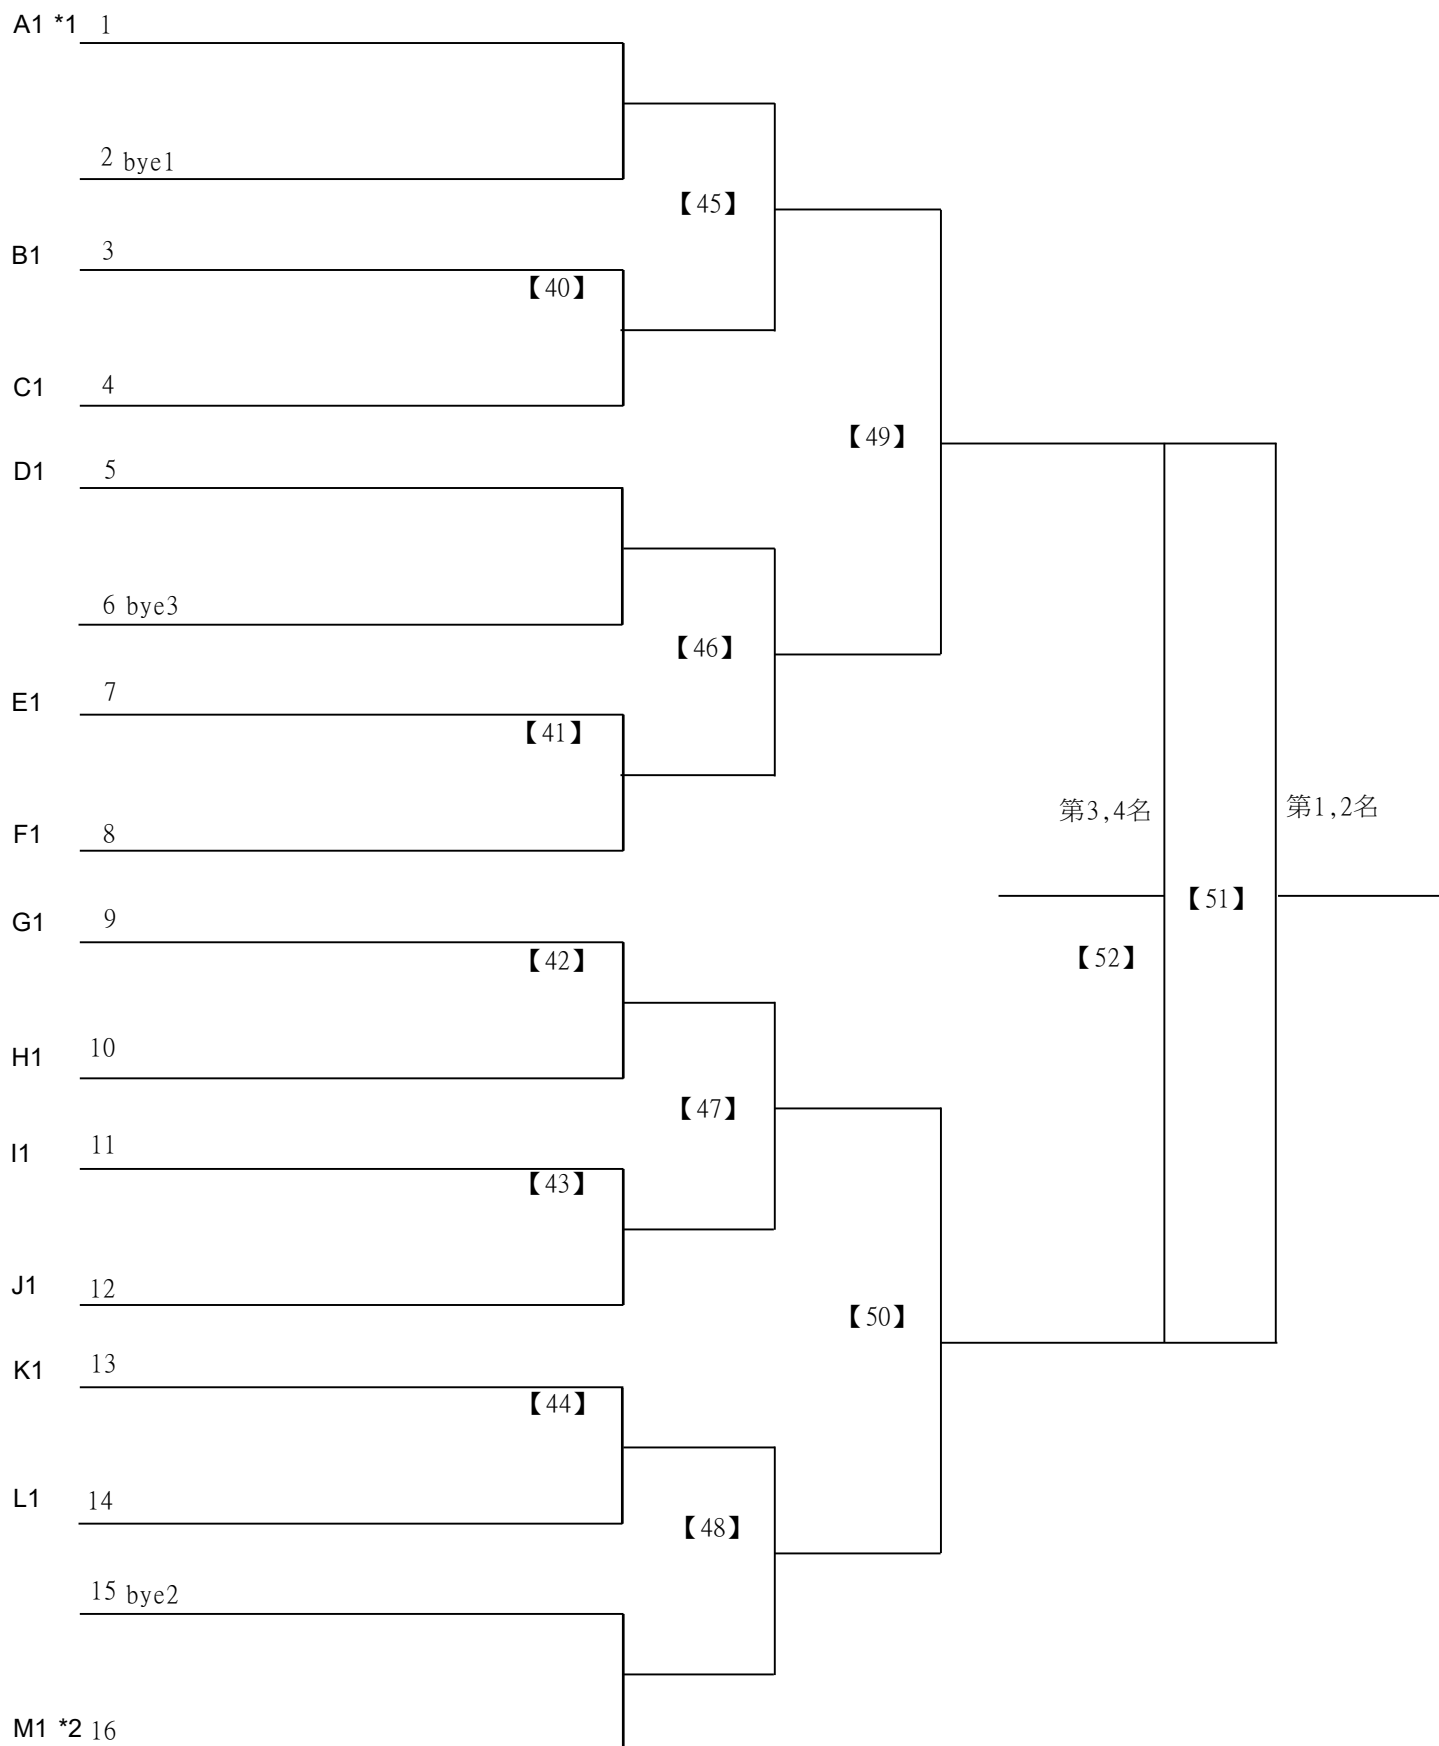 A1 *1 1
2 bye1
【45】
B1 3
【40】
C1 4
【49】
D1 5
6 bye3
【46】
E1 7
【41】
第3,4名 第1,2名
F1 8
【51】
G1 9
【42】
【52】
H1 10
【47】
I1 11
【43】
J1 12
【50】
K1 13
【44】
L1 14
【48】
15 bye2
M1 *2 16